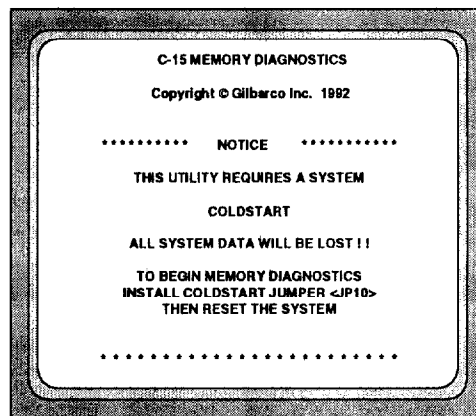 C-15 MEMORY DIAGNOSTICS
Copyright © Gilbarco Inc. 1992
* * * * * * * * * * NOTICE * * * * * * * * * * *
THIS UTILITY REQUIRES A SYSTEM
COLDSTART
ALL SYSTEM DATA WILL BE LOST ! !
TO BEGIN MEMORY DIAGNOSTICS
INSTALL COLDSTART JUMPER <JP10>
THEN RESET THE SYSTEM
* * * * * * * * * * * * * * * * * * * * * * * *